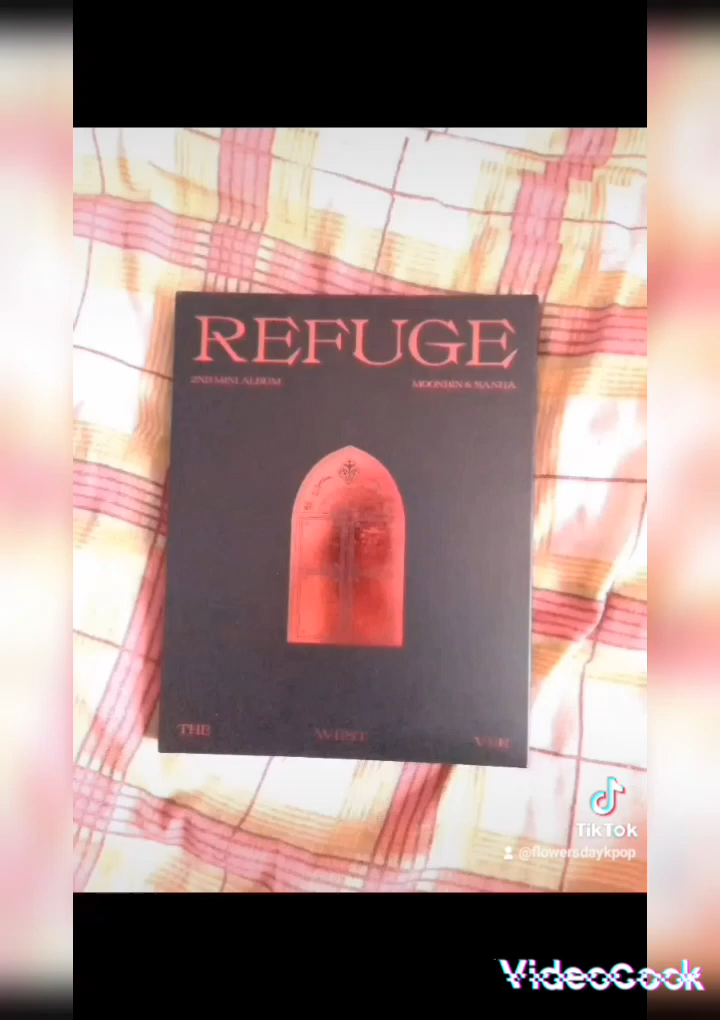 REFUGE
2ND MINI ALBUM MOONBIN & SANHA
THE WEST VER
TikTok
@flowersdaykpop
VideoCook